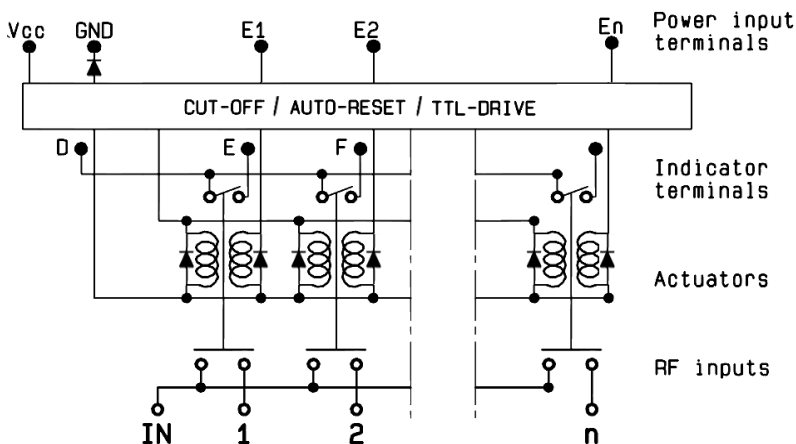 Vcc GND E1 E2 En Power input
terminals
CUT-OFF / AUTO-RESET / TTL-DRIVE
D E F Indicator
terminals
Actuators
RF inputs
IN 1 2 n